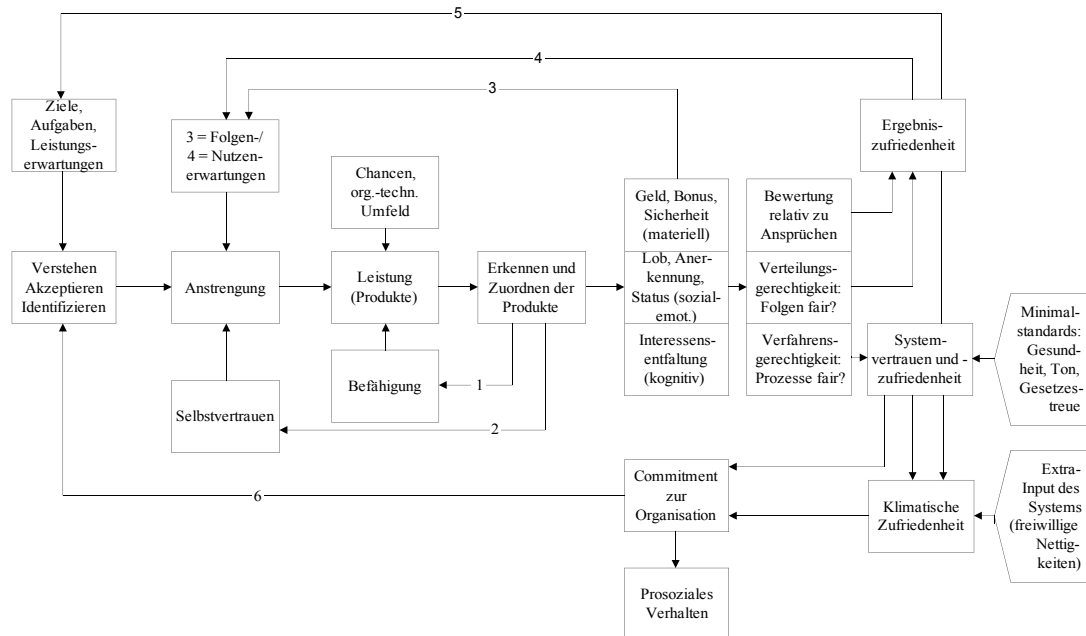 5
4
3
Ziele,
Aufgaben,
Leistungs-
erwartungen
3 = Folgen-/
4 = Nutzen-
erwartungen
Chancen,
org.-techn.
Umfeld
Ergebnis-
zufriedenheit
Geld, Bonus,
Sicherheit
(materiell)
Bewertung
relativ zu
Ansprüchen
Verstehen
Akzeptieren
Identifizieren
Anstrengung
Leistung
(Produkte)
Erkennen und
Zuordnen der
Produkte
Lob, Aner-
kennung,
Status (sozial-
emot.)
Verteilungs-
gerechtigkeit:
Folgen fair?
Interessens-
entfaltung
(kognitiv)
Verfahrens-
gerechtigkeit:
Prozesse fair?
System-
vertrauen und -
zufriedenheit
Minimal-
standards:
Gesund-
heit, Ton,
Gesetzes-
treue
Befähigung
1
Selbstvertrauen
2
6
Commitment
zur
Organisation
Klimatische
Zufriedenheit
Extra-
Input des
Systems
(freiwillige
Nettig-
keiten)
Prosoziales
Verhalten